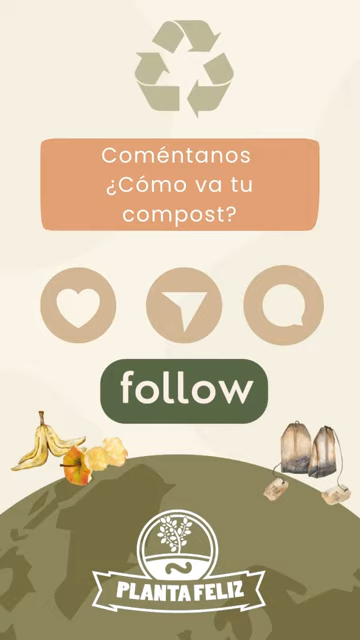 Coméntanos
¿Cómo va tu
compost?
follow
PLANTA FELIZ